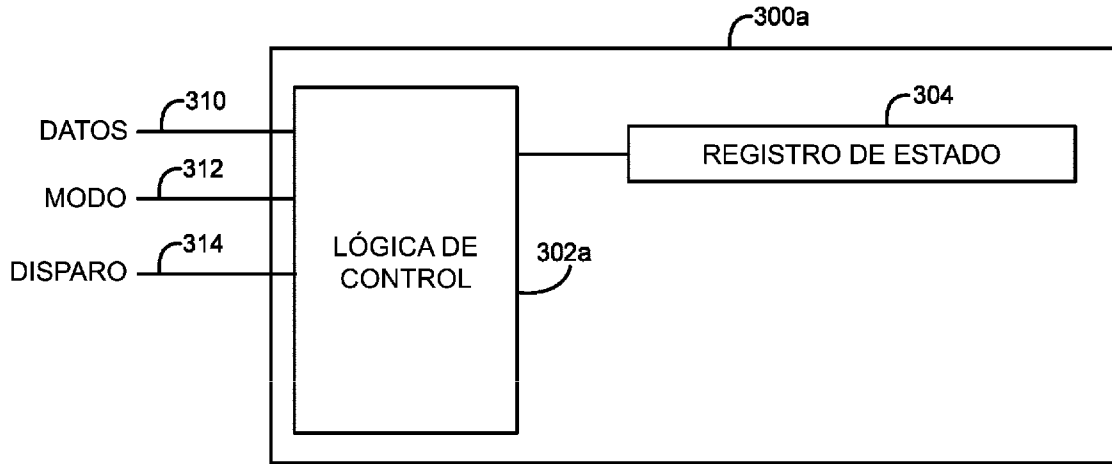 300a
310
DATOS
304
REGISTRO DE ESTADO
312
MODO
314
DISPARO
LÓGICA DE
CONTROL
302a